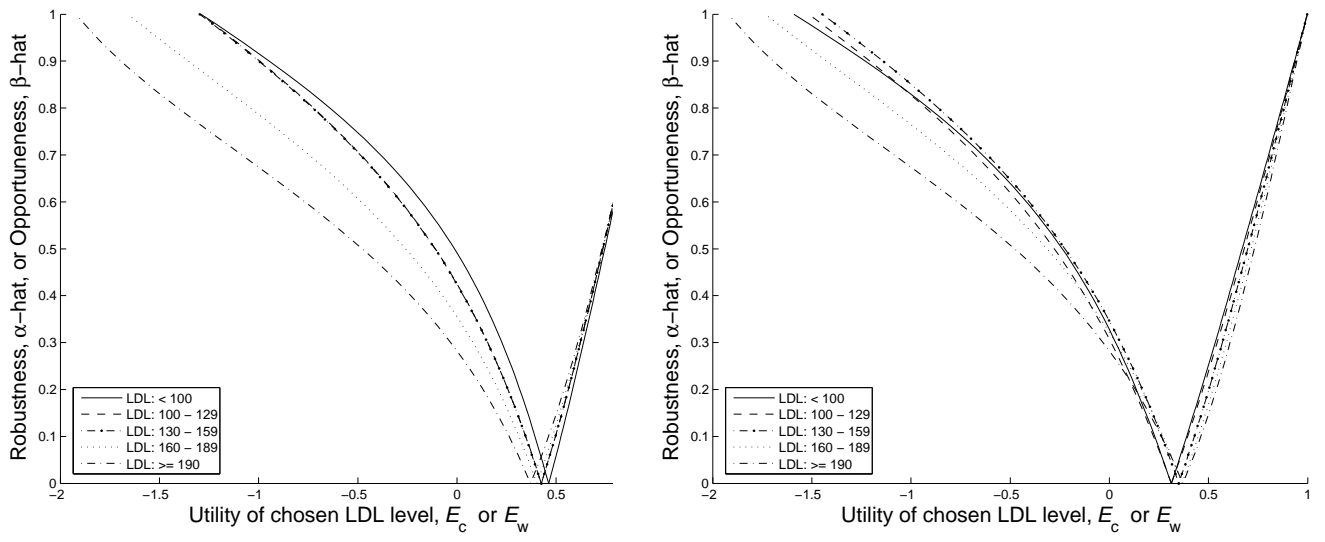 Robustness, α−hat, or Opportuneness, β−hat
1
0.9
0.8
0.7
0.6
0.5
0.4
0.3
0.2
0.1
0
LDL: < 100
LDL: 100 − 129
LDL: 130 − 159
LDL: 160 − 189
LDL: >= 190
−2 −1.5 −1 −0.5 0 0.5
Utility of chosen LDL level, E_c or E_w
Robustness, α−hat, or Opportuneness, β−hat
1
0.9
0.8
0.7
0.6
0.5
0.4
0.3
0.2
0.1
0
LDL: < 100
LDL: 100 − 129
LDL: 130 − 159
LDL: 160 − 189
LDL: >= 190
−2 −1.5 −1 −0.5 0 0.5 1
Utility of chosen LDL level, E_c or E_w